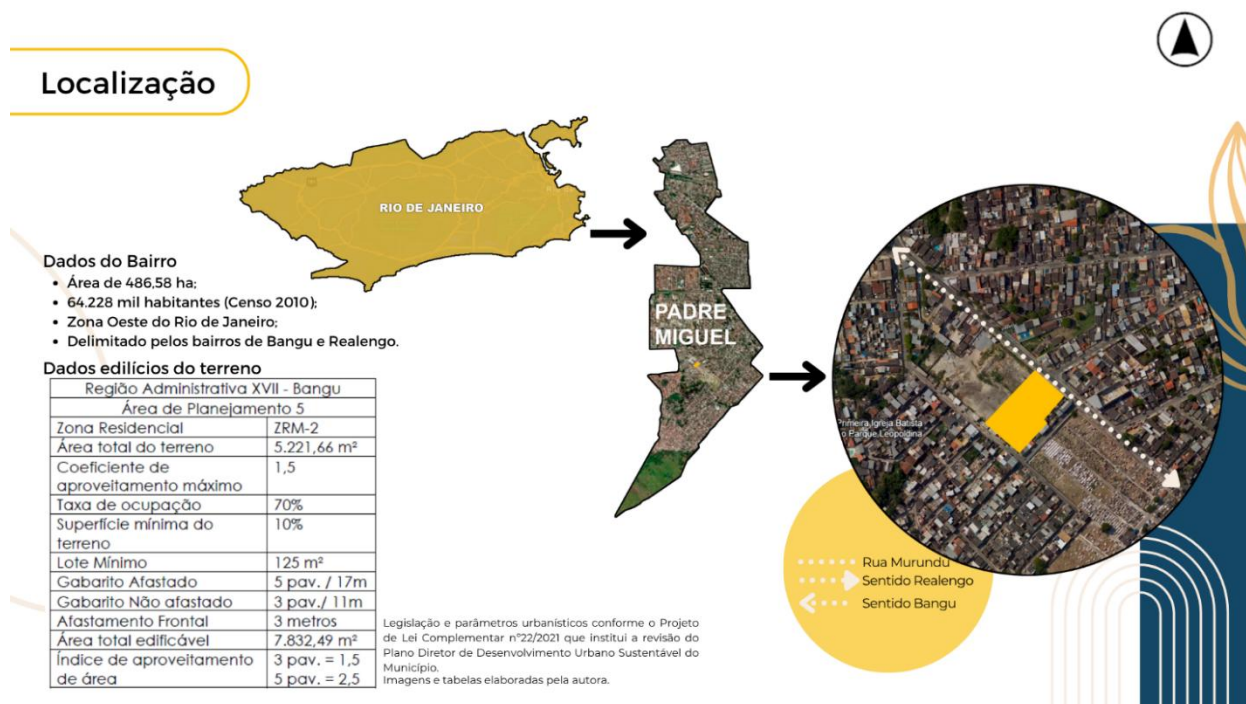 Localização
RIO DE JANEIRO
PADRE
MIGUEL
Primeira Igreja Batista
o Parque Leopoldina
Dados do Bairro
• Área de 486,58 ha;
• 64.228 mil habitantes (Censo 2010);
• Zona Oeste do Rio de Janeiro;
• Delimitado pelos bairros de Bangu e Realengo.
Dados edilícios do terreno
Região Administrativa XVII - Bangu
Área de Planejamento 5
Zona Residencial ZRM-2
Área total do terreno 5.221,66 m²
Coeficiente de 1,5
aproveitamento máximo
Taxa de ocupação 70%
Superfície mínima do 10%
terreno
Lote Mínimo 125 m²
Gabarito Afastado 5 pav. / 17m
Gabarito Não afastado 3 pav./ 11m
Afastamento Frontal 3 metros
Área total edificável 7.832,49 m²
Índice de aproveitamento 3 pav. = 1,5
de área 5 pav. = 2,5
Legislação e parâmetros urbanísticos conforme o Projeto
de Lei Complementar n°22/2021 que institui a revisão do
Plano Diretor de Desenvolvimento Urbano Sustentável do
Município.
Imagens e tabelas elaboradas pela autora.
Rua Murundu
Sentido Realengo
Sentido Bangu